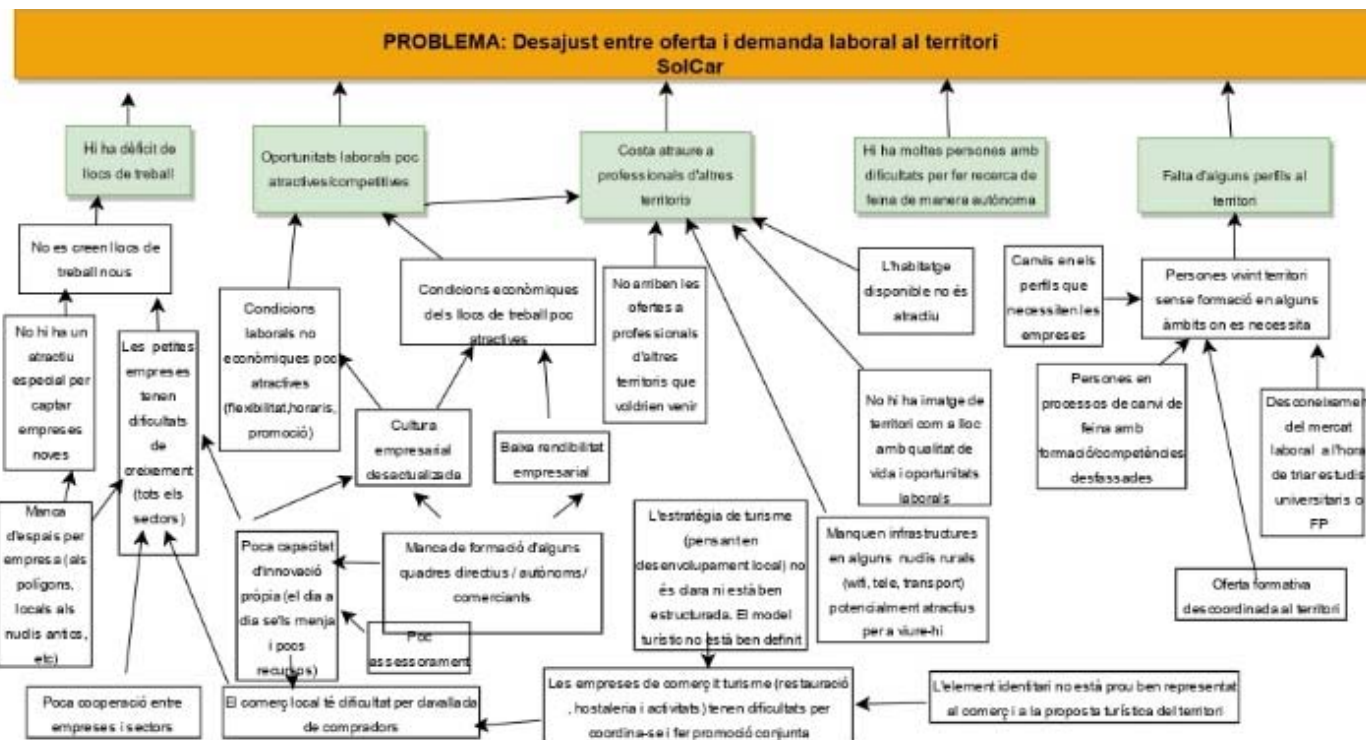 PROBLEMA: Desajust entre oferta i demanda laboral al territori
SolCar
Hi ha dèficit de
llocs de treball
Oportunitats laborals poc
atractives/competitives
Costa atraure a
professionals d'altres
territoris
Hi ha moltes persones amb
dificultats per fer recerca de
feina de manera autònoma
Falta d'alguns perfils al
territori
No es creen llocs de
treball nous
No hi ha un
atractiu
especial per
captar
empreses
noves
Les petites
empreses
tenen
dificultats
de
creixement
(tots els
sectors)
Condicions
laborals no
econòmiques poc
atractives
(flexibilitat,horaris,
promoció)
Condicions econòmiques
dels llocs de treball poc
atractives
No arriben les
ofertes a
professionals
d'altres
territoris que
voldrien venir
L'habitatge
disponible no és
atractiu
Canvis en els
perfils que
necessiten les
empreses
Persones vivint territori
sense formació en alguns
àmbits on es necessita
Cultura
empresarial
desactualizada
Baixa rendibilitat
empresarial
No hi ha imatge de
territori com a lloc
amb qualitat de
vida i oportunitats
laborals
Persones en
processos de canvi de
feina amb
formació/competències
desfassades
Desconeixemen
del mercat
laboral a l'hora
de triar estudis
universitaris o
FP
Manca
d'espais per
empresa (als
polígons,
locals als
nudis antics,
etc)
Poca capacitat
d'innovació
pròpia (el dia a
dia se'ls menja
i pocs
recursos)
Manca de formació d'alguns
quadres directius / autònoms/
comerciants
Poc
assessorament
L'estratègia de turisme
(pensant en
desenvolupament local) no
és clara ni està ben
estructurada. El model
turístic no està ben definit
Manquen infrastructures
en alguns nudis rurals
(wifi, tele, transport)
potencialment atractius
per a viure-hi
Oferta formativa
descoordinada al territori
Poca cooperació entre
empreses i sectors
El comerç local té dificultat per davallada
de compradors
Les empreses de comerç it turisme (restauració
, hostaleria i activitats) tenen dificultats per
coordina-se i fer promoció conjunta
L'element identitari no està prou ben representat
al comerç i a la proposta turística del territori